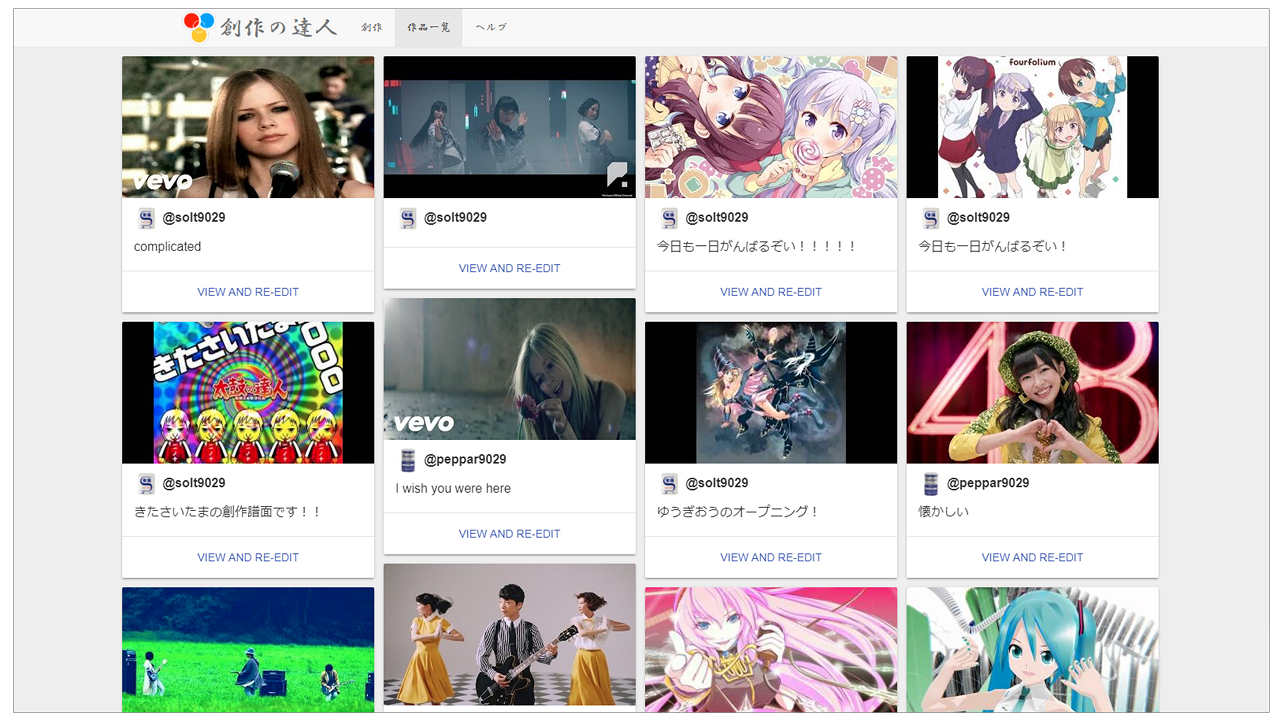 創作の達人
創作
作品一覧
ヘルプ
vevo
@solt9029
complicated
VIEW AND RE-EDIT
@solt9029
VIEW AND RE-EDIT
@solt9029
今日も一日がんばるぞい！！！！！
VIEW AND RE-EDIT
fourfolium
@solt9029
今日も一日がんばるぞい！
VIEW AND RE-EDIT
きたさいたま
000
太鼓の達人
@solt9029
きたさいたまの創作譜面です！！
VIEW AND RE-EDIT
vevo
@peppar9029
I wish you were here
VIEW AND RE-EDIT
@solt9029
ゆうぎおうのオープニング！
VIEW AND RE-EDIT
43
@peppar9029
懐かしい
VIEW AND RE-EDIT